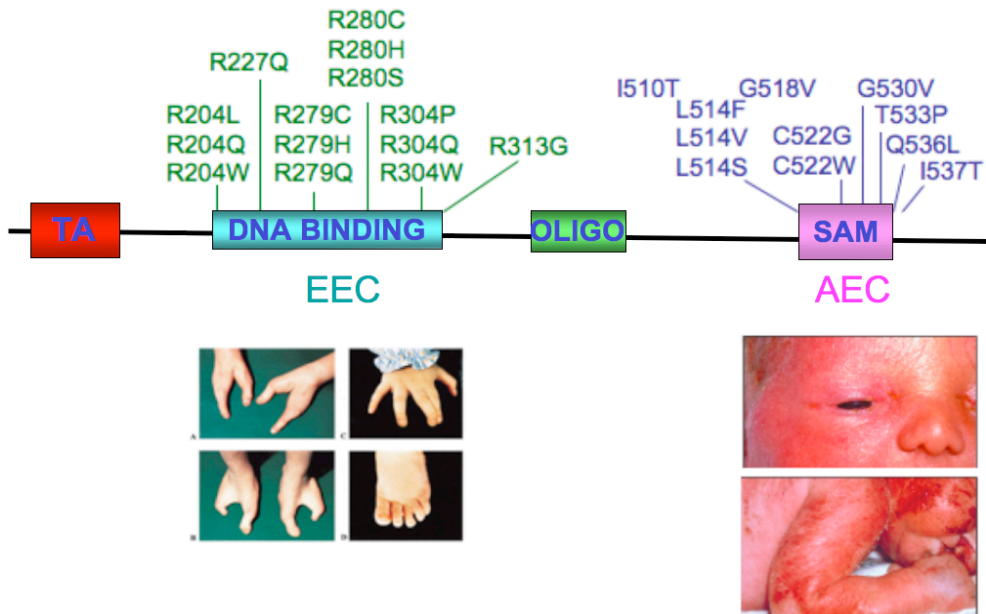 R280C
R280H
R280S
R227Q
R204L
R204Q
R204W
R279C
R279H
R279Q
R304P
R304Q
R304W
R313G
I510T
L514F
L514V
L514S
G518V
C522G
C522W
G530V
T533P
Q536L
I537T
TA
DNA BINDING
OLIGO
SAM
EEC
AEC
A
C
B
D